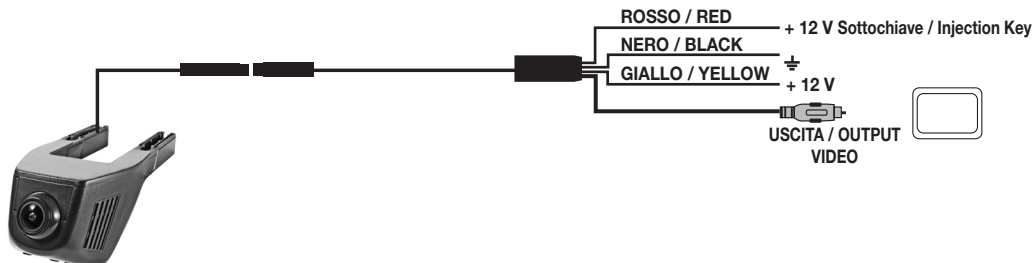 ROSSO / RED
+ 12 V Sottochiave / Injection Key
NERO / BLACK
GIALLO / YELLOW
+ 12 V
USCITA / OUTPUT
VIDEO